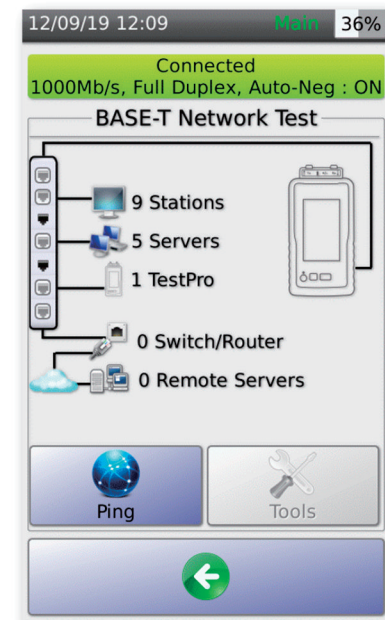 12/09/19 12:09 Main 36%
Connected
1000Mb/s, Full Duplex, Auto-Neg : ON
BASE-T Network Test
9 Stations
5 Servers
1 TestPro
0 Switch/Router
0 Remote Servers
Ping Tools